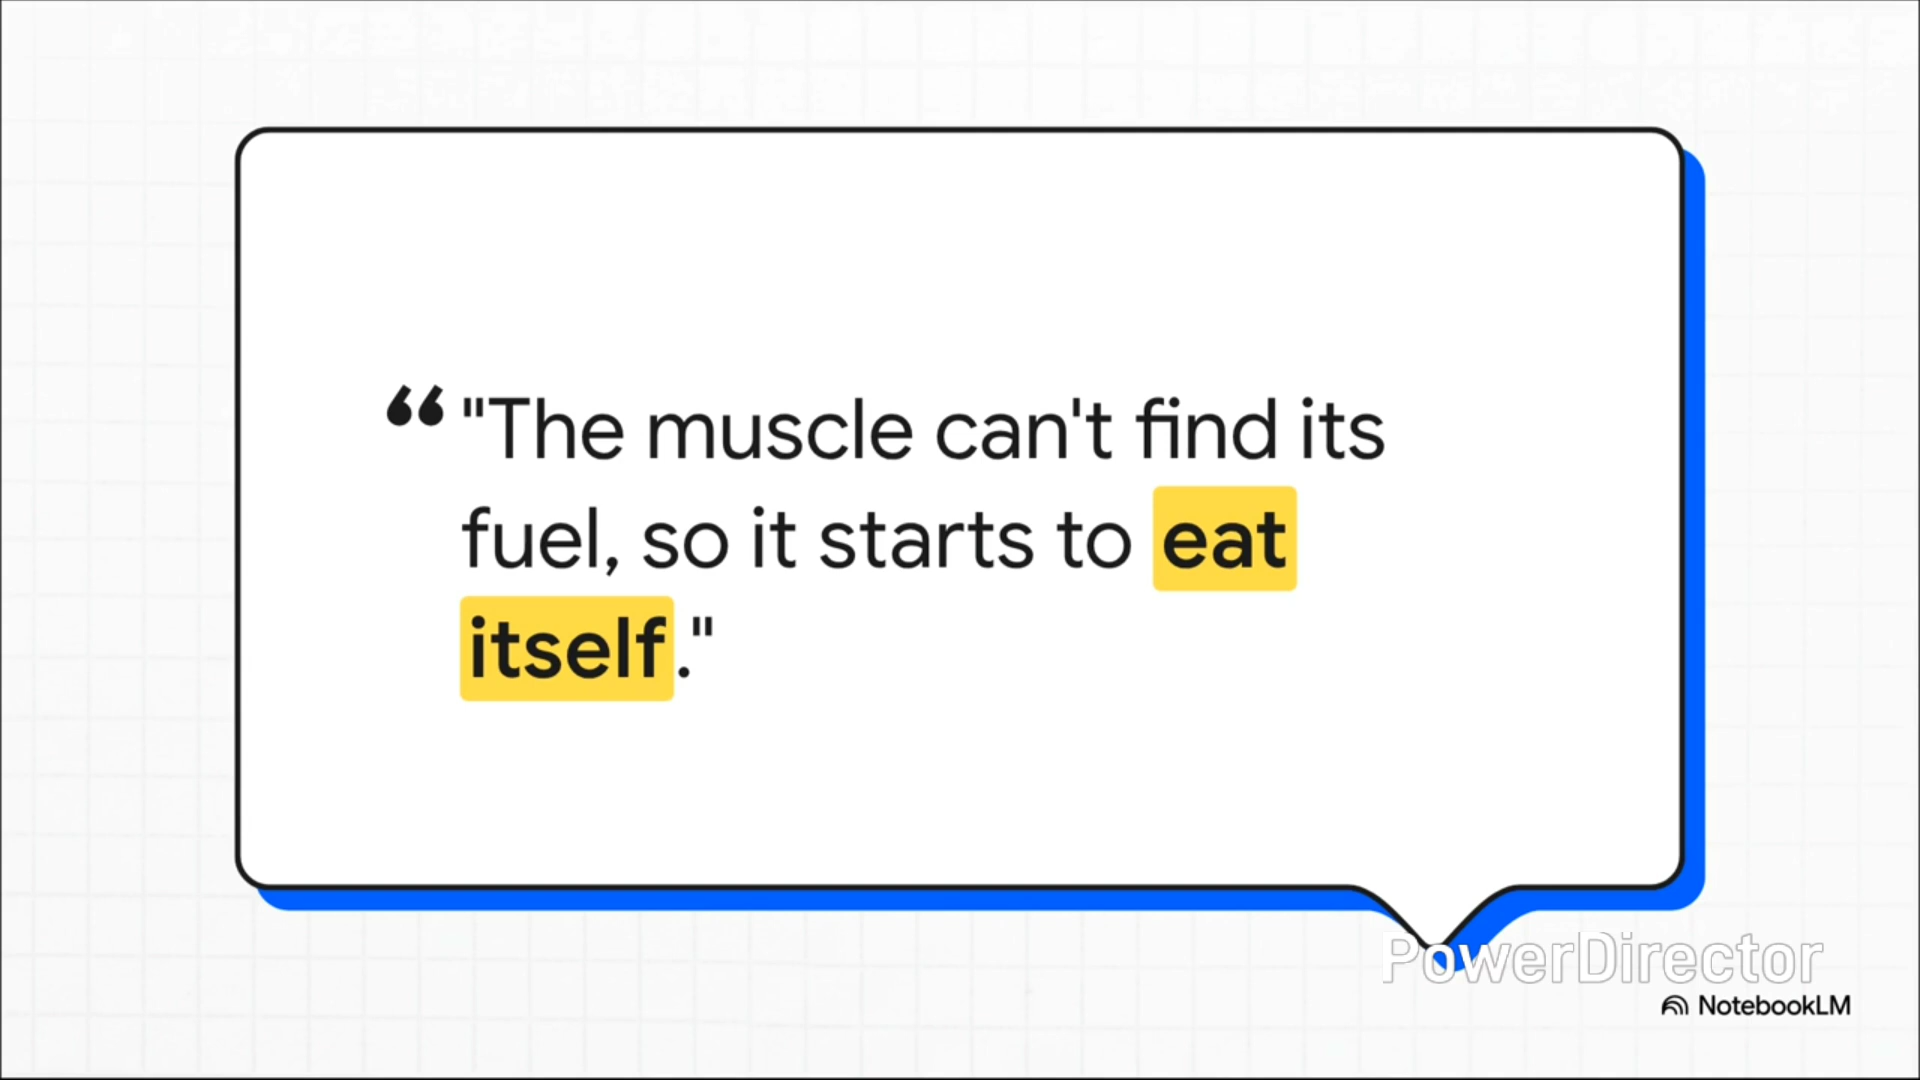 “ "The muscle can't find its
fuel, so it starts to eat
itself."
PowerDirector
NotebookLM